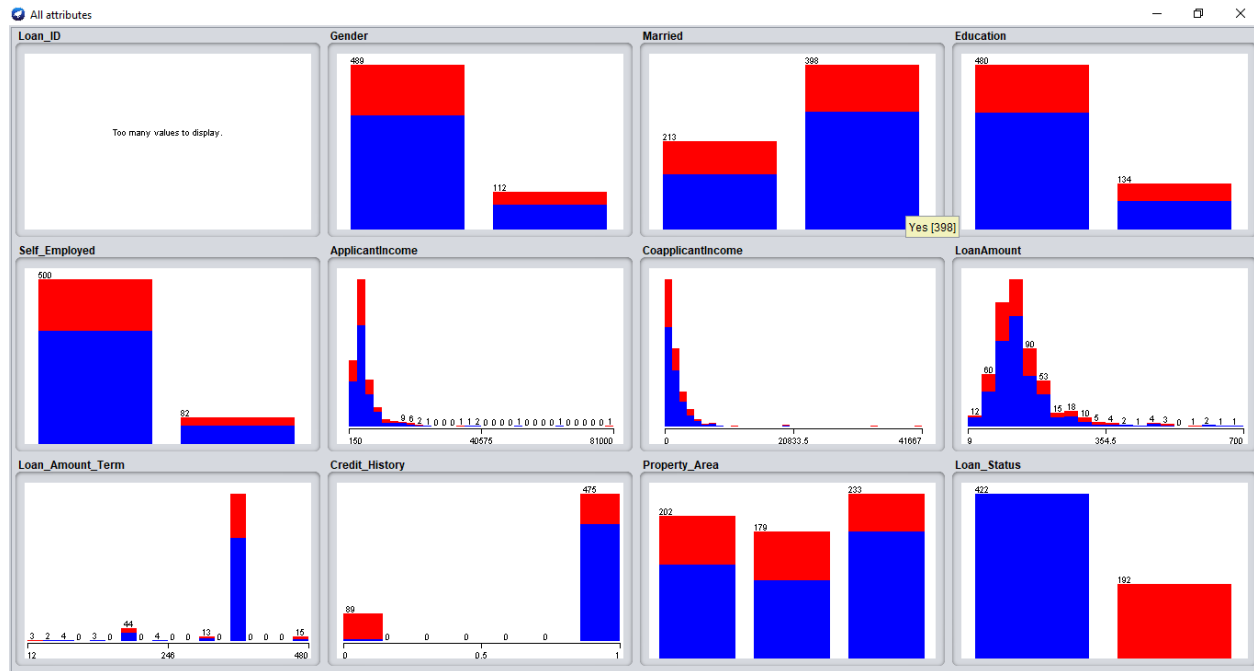 All attributes
Loan_ID
Too many values to display.
Gender
489
112
Married
213
398
Yes [398]
Education
480
134
Self_Employed
500
82
ApplicantIncome
9 6 2 1 0 0 0 1 1 2 0 0 0 0 1 0 0 0 0 1 0 0 0 0 0 1
150 40575 81000
CoapplicantIncome
0 20833.5 41667
LoanAmount
12 60 90 53 15 18 10 5 4 2 1 4 3 0 1 2 1 1
9 354.5 700
Loan_Amount_Term
3 2 4 0 3 0 44 0 4 0 0 13 0 0 0 0 15
12 246 480
Credit_History
89 0 0 0 0 0 475
0 0.5 1
Property_Area
202
179
233
Loan_Status
422
192